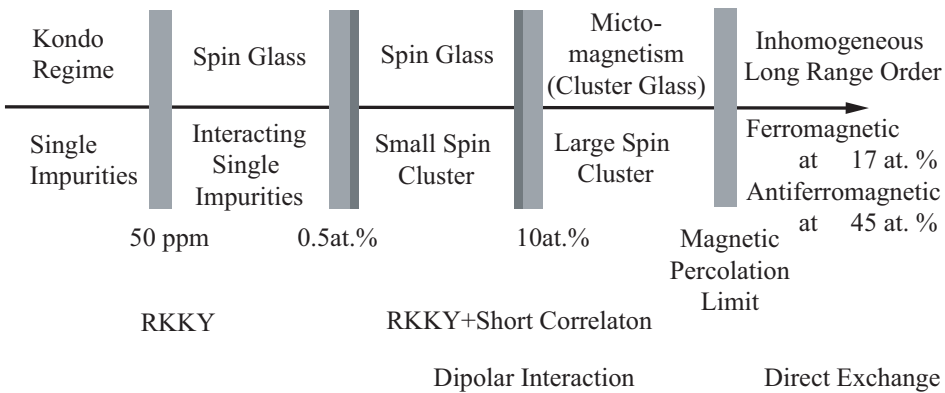 Kondo
Regime
Spin Glass
Spin Glass
Micto-
magnetism
(Cluster Glass)
Inhomogeneous
Long Range Order
Single
Impurities
Interacting
Single
Impurities
Small Spin
Cluster
Large Spin
Cluster
Ferromagnetic
at 17 at. %
Antiferromagnetic
at 45 at. %
50 ppm
0.5at.%
10at.%
Magnetic
Percolation
Limit
RKKY
RKKY+Short Correlaton
Dipolar Interaction
Direct Exchange